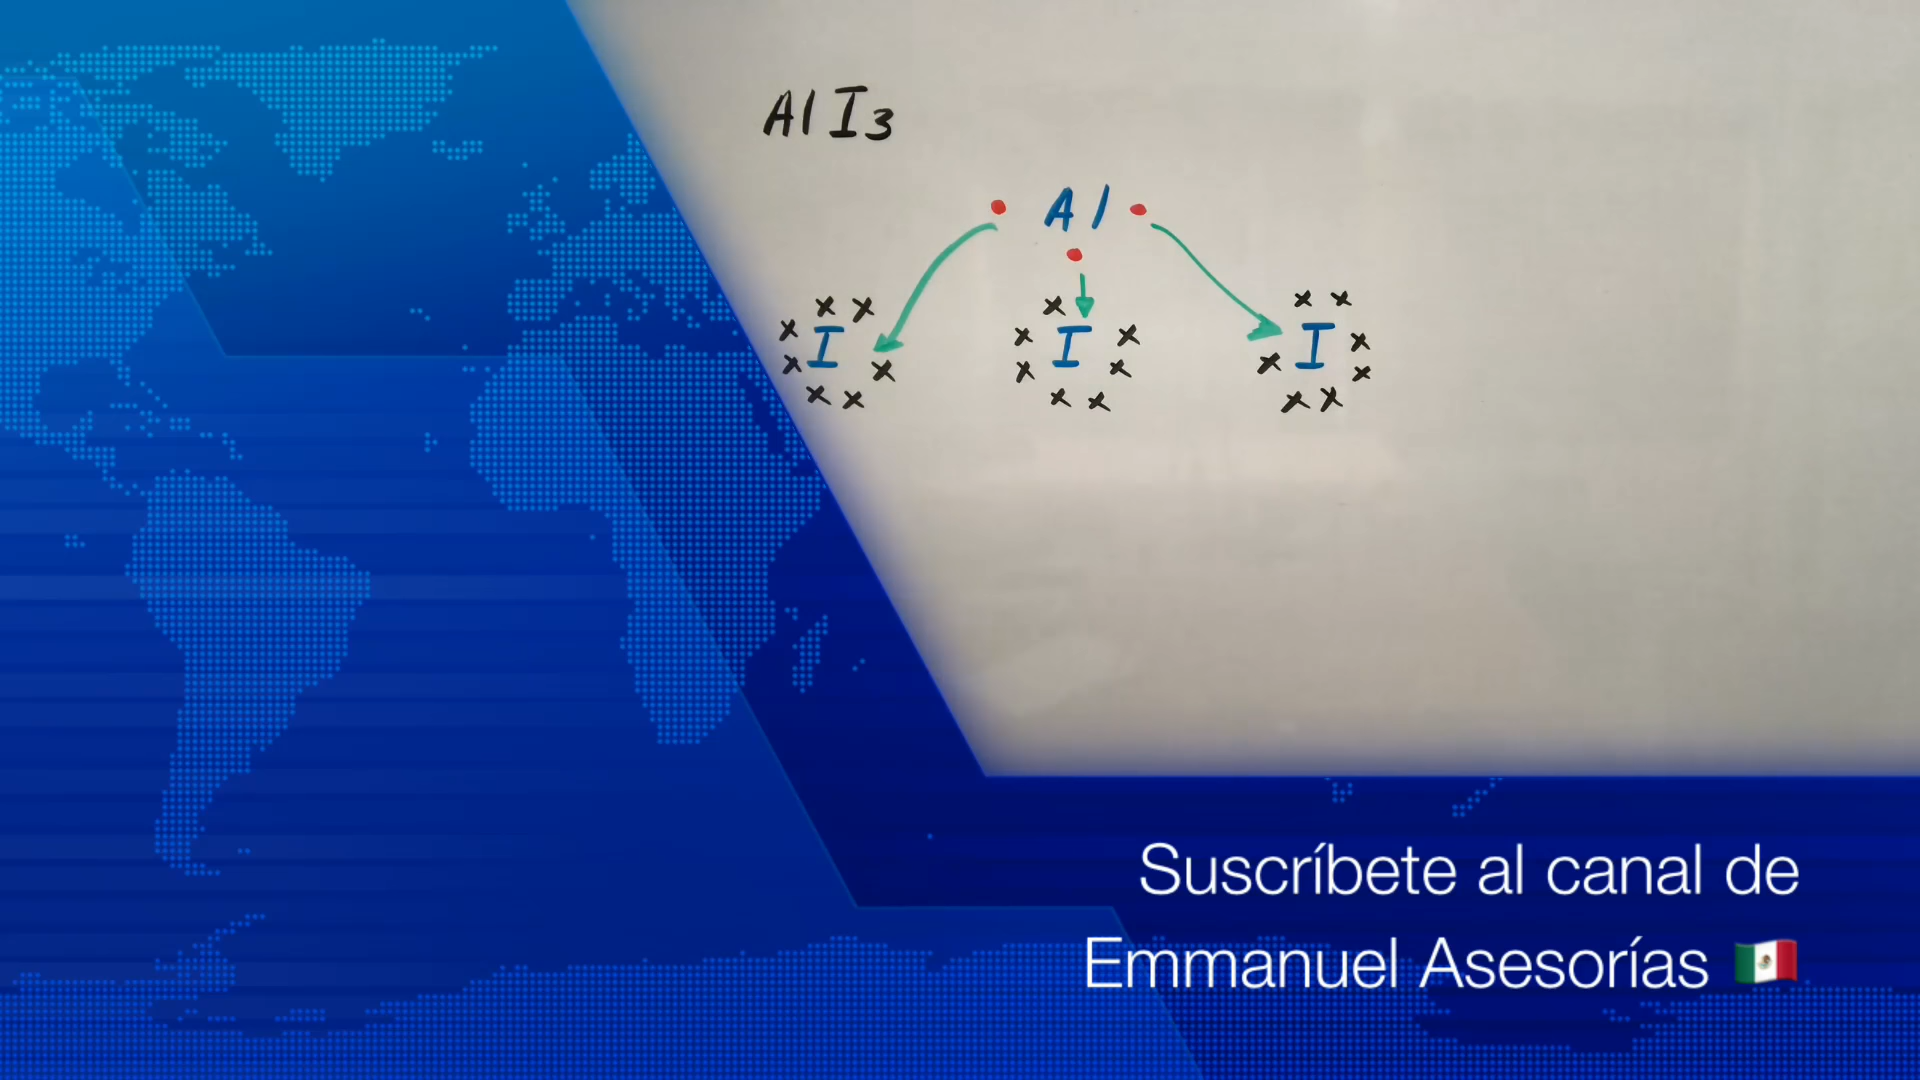 AlI₃
Al
I I I
Suscríbete al canal de
Emmanuel Asesorías 🇲🇽